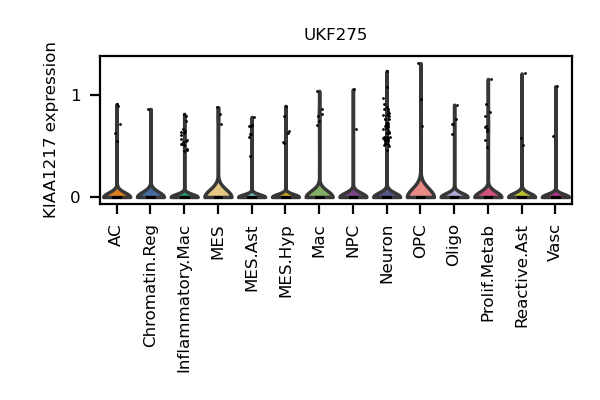 UKF275
KIAA1217 expression
1
0
AC
Chromatin.Reg
Inflammatory.Mac
MES
MES.Ast
MES.Hyp
Mac
NPC
Neuron
OPC
Oligo
Prolif.Metab
Reactive.Ast
Vasc